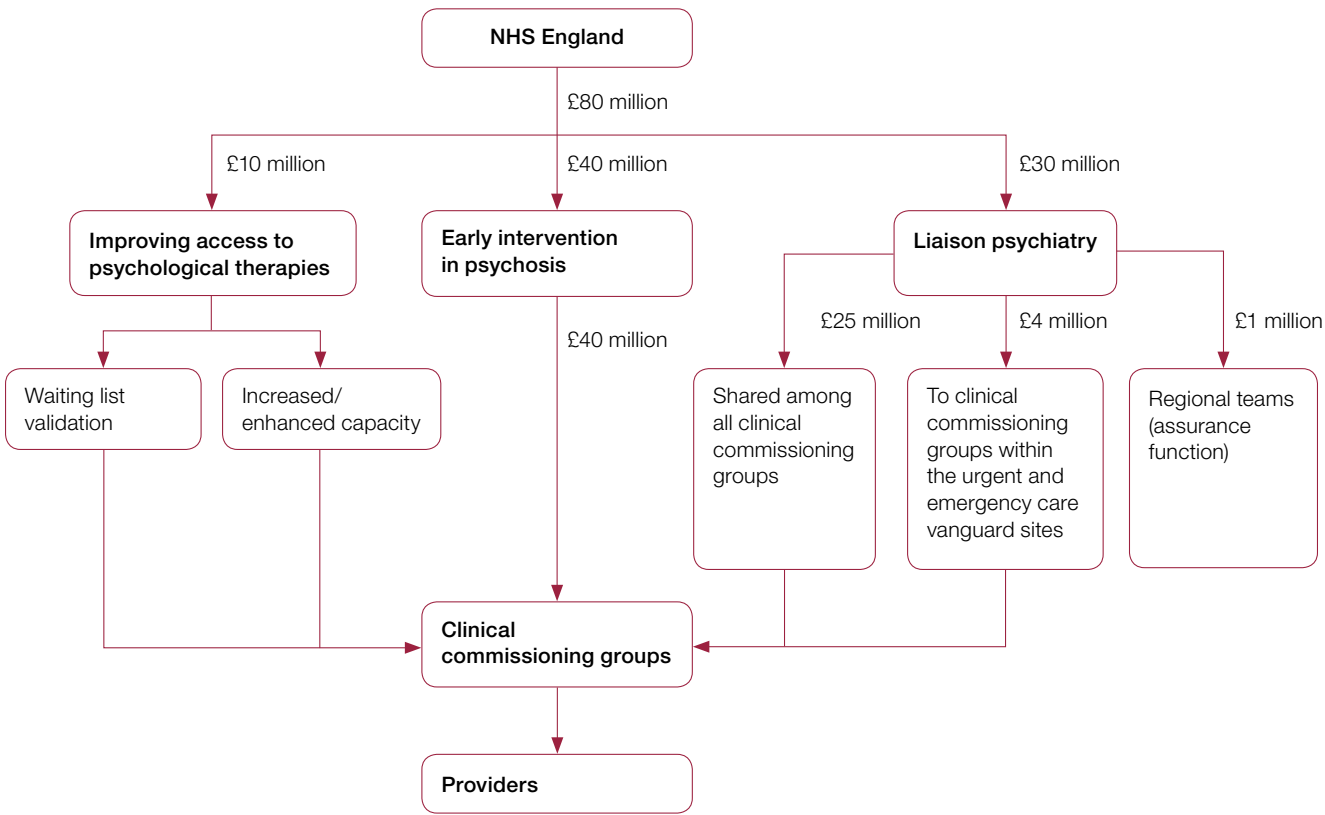 NHS England
£80 million
£10 million
£40 million
£30 million
Improving access to
psychological therapies
Early intervention
in psychosis
Liaison psychiatry
£40 million
£25 million
£4 million
£1 million
Waiting list
validation
Increased/
enhanced capacity
Shared among
all clinical
commissioning
groups
To clinical
commissioning
groups within
the urgent and
emergency care
vanguard sites
Regional teams
(assurance
function)
Clinical
commissioning groups
Providers